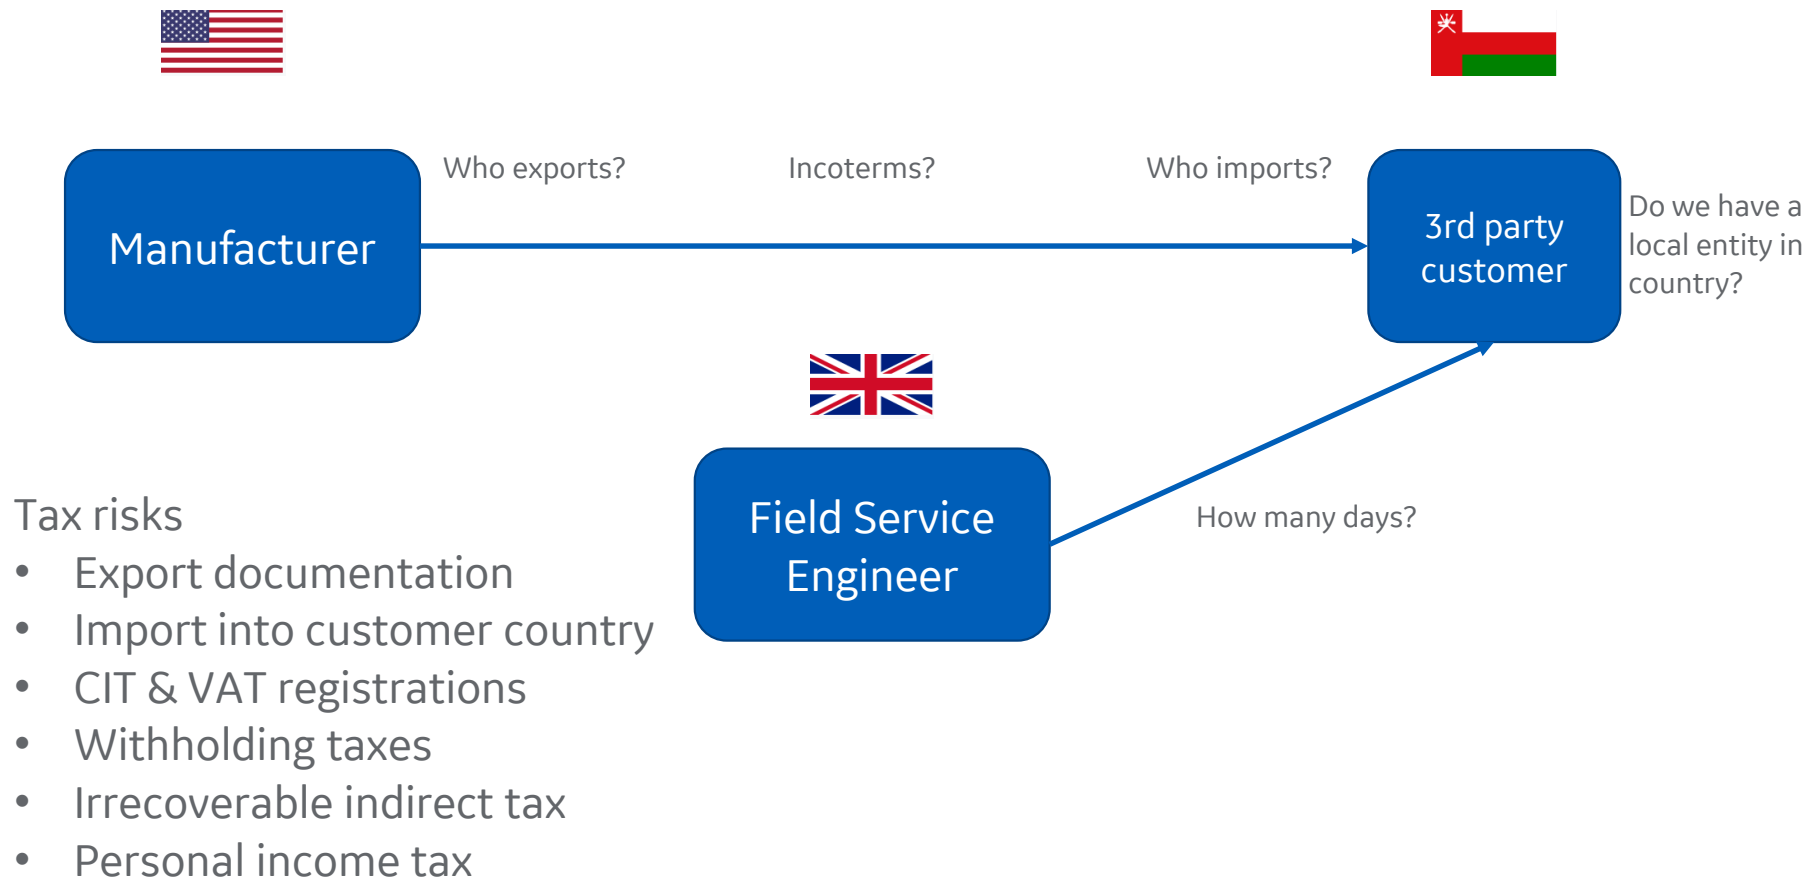 Who exports?
Incoterms?
Who imports?
Manufacturer
3rd party
customer
Do we have a
local entity in
country?
Field Service
Engineer
How many days?
Tax risks
• Export documentation
• Import into customer country
• CIT & VAT registrations
• Withholding taxes
• Irrecoverable indirect tax
• Personal income tax